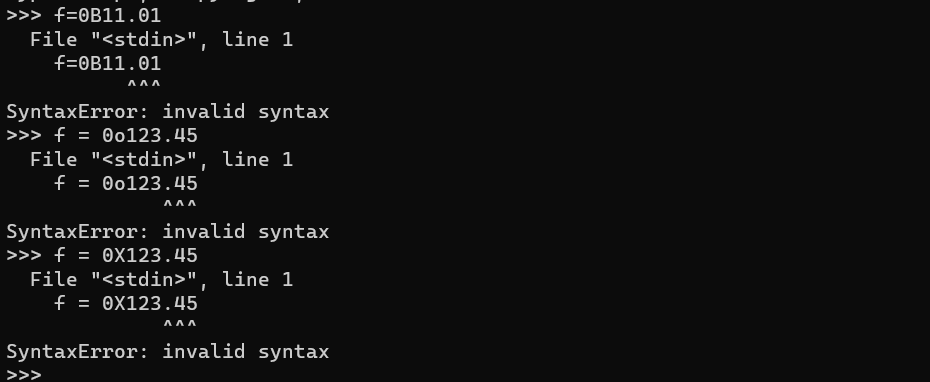 >>> f=0B11.01
  File "<stdin>", line 1
    f=0B11.01
          ^^^
SyntaxError: invalid syntax
>>> f = 0o123.45
  File "<stdin>", line 1
    f = 0o123.45
             ^^^
SyntaxError: invalid syntax
>>> f = 0X123.45
  File "<stdin>", line 1
    f = 0X123.45
             ^^^
SyntaxError: invalid syntax
>>>